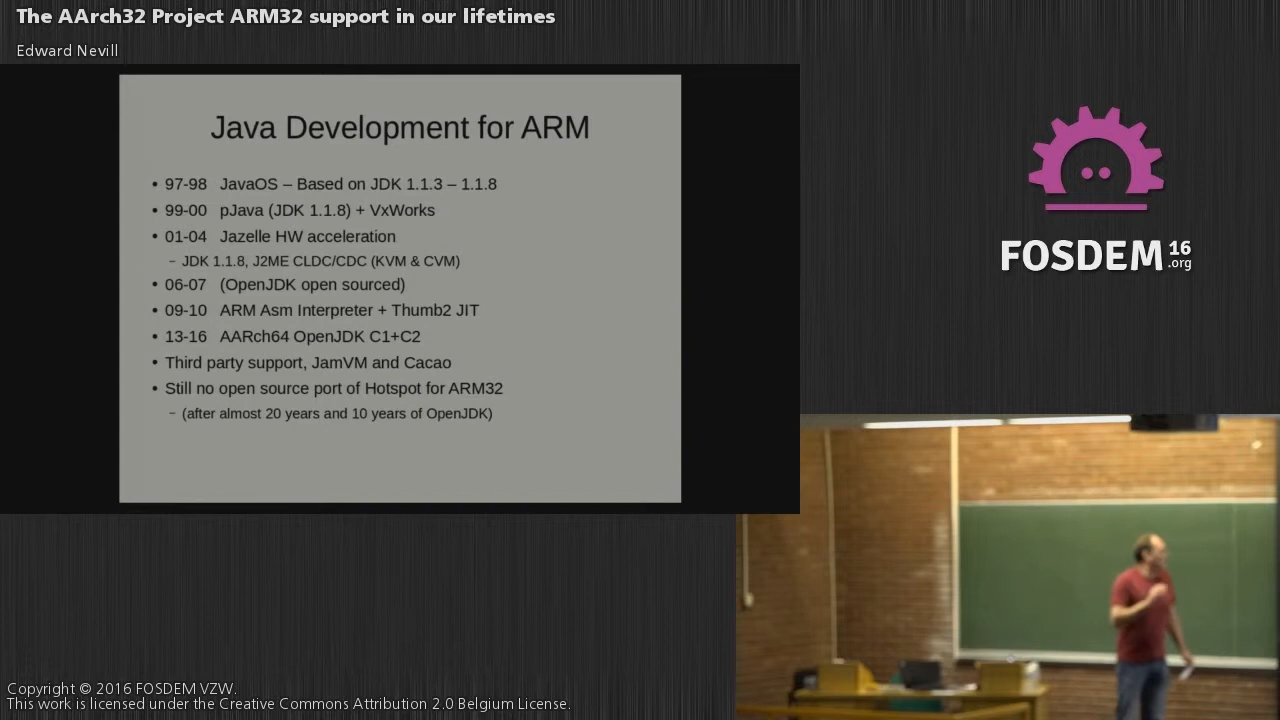 The AArch32 Project ARM32 support in our lifetimes
Edward Nevill
Java Development for ARM
• 97-98 JavaOS – Based on JDK 1.1.3 – 1.1.8
• 99-00 pJava (JDK 1.1.8) + VxWorks
• 01-04 Jazelle HW acceleration
– JDK 1.1.8, J2ME CLDC/CDC (KVM & CVM)
• 06-07 (OpenJDK open sourced)
• 09-10 ARM Asm Interpreter + Thumb2 JIT
• 13-16 AArch64 OpenJDK C1+C2
• Third party support, JamVM and Cacao
• Still no open source port of Hotspot for ARM32
– (after almost 20 years and 10 years of OpenJDK)
FOSDEM 16
.org
Copyright © 2016 FOSDEM VZW.
This work is licensed under the Creative Commons Attribution 2.0 Belgium License.